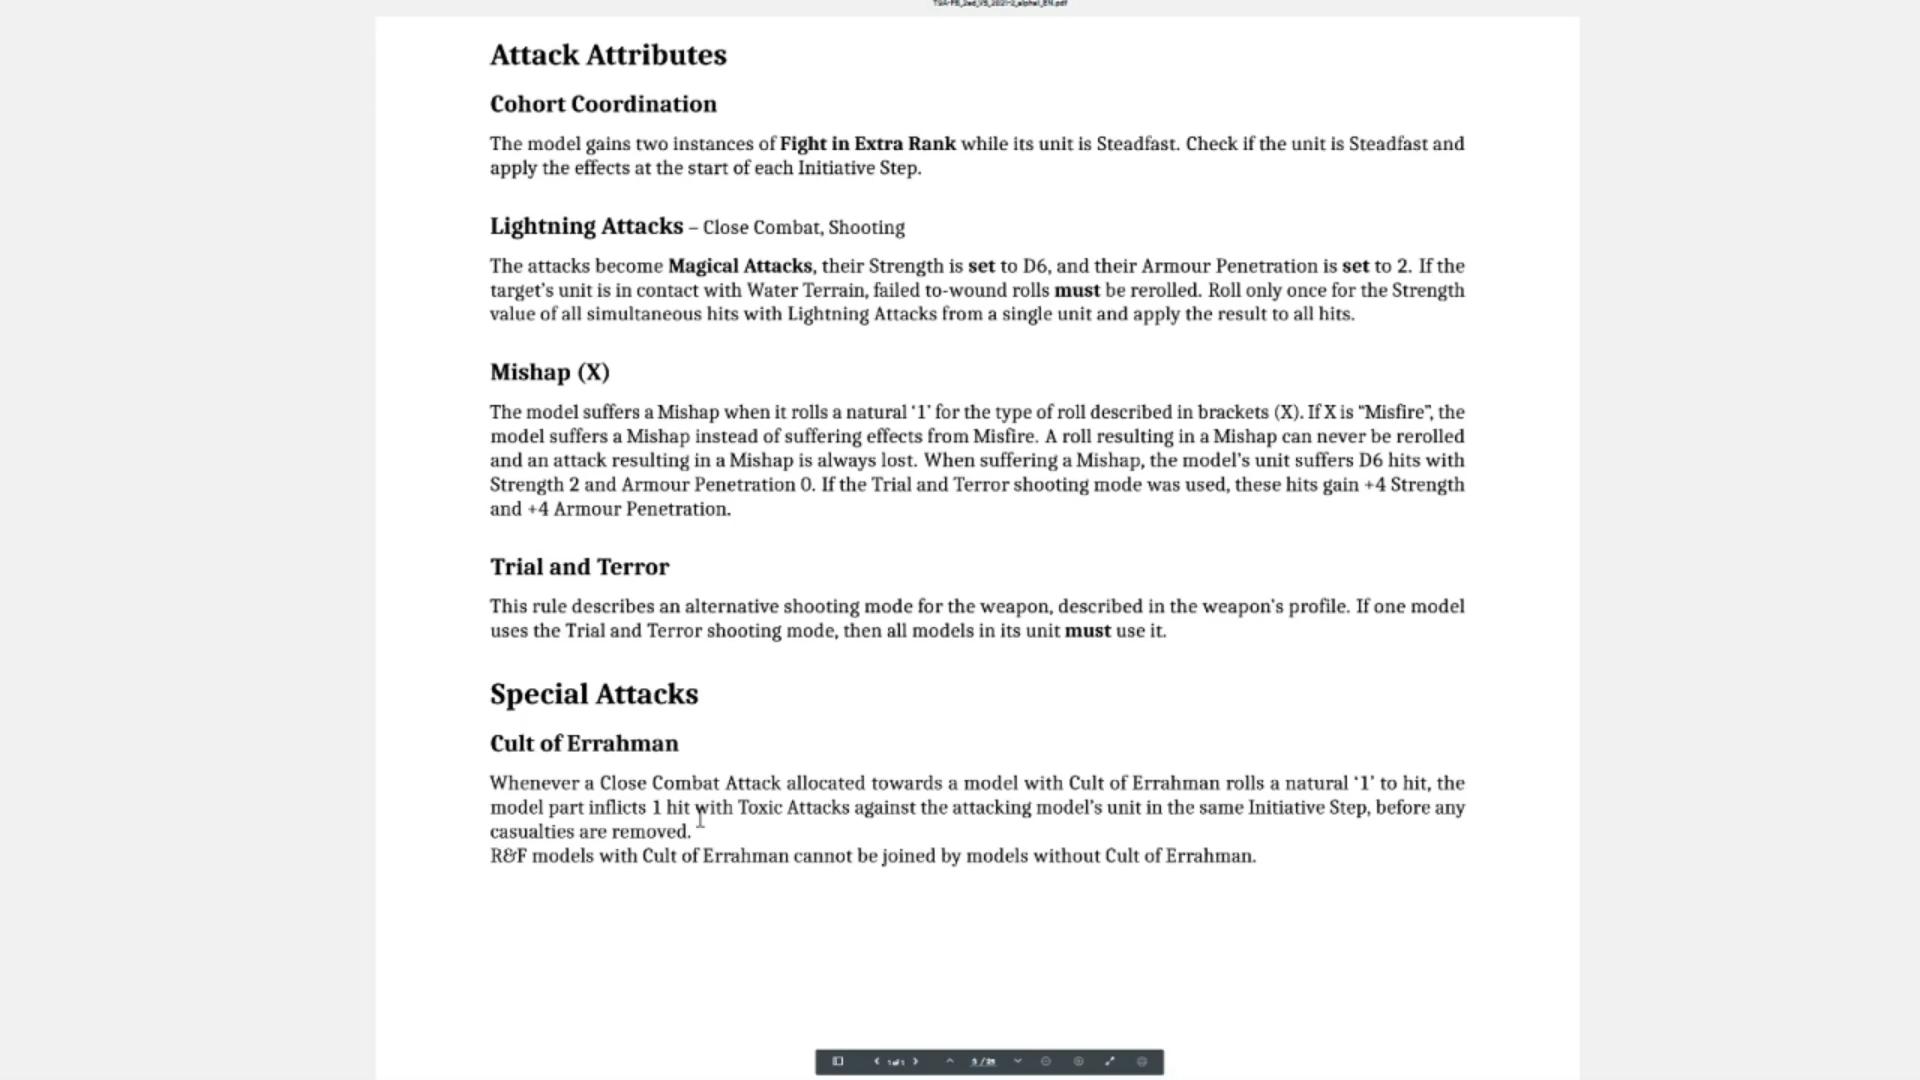 Attack Attributes
Cohort Coordination
The model gains two instances of Fight in Extra Rank while its unit is Steadfast. Check if the unit is Steadfast and
apply the effects at the start of each Initiative Step.
Lightning Attacks – Close Combat, Shooting
The attacks become Magical Attacks, their Strength is set to D6, and their Armour Penetration is set to 2. If the
target's unit is in contact with Water Terrain, failed to-wound rolls must be rerolled. Roll only once for the Strength
value of all simultaneous hits with Lightning Attacks from a single unit and apply the result to all hits.
Mishap (X)
The model suffers a Mishap when it rolls a natural ‘1’ for the type of roll described in brackets (X). If X is “Misfire”, the
model suffers a Mishap instead of suffering effects from Misfire. A roll resulting in a Mishap can never be rerolled
and an attack resulting in a Mishap is always lost. When suffering a Mishap, the model’s unit suffers D6 hits with
Strength 2 and Armour Penetration 0. If the Trial and Terror shooting mode was used, these hits gain +4 Strength
and +4 Armour Penetration.
Trial and Terror
This rule describes an alternative shooting mode for the weapon, described in the weapon's profile. If one model
uses the Trial and Terror shooting mode, then all models in its unit must use it.
Special Attacks
Cult of Errahman
Whenever a Close Combat Attack allocated towards a model with Cult of Errahman rolls a natural ‘1’ to hit, the
model part inflicts 1 hit with Toxic Attacks against the attacking model’s unit in the same Initiative Step, before any
casualties are removed.
R&F models with Cult of Errahman cannot be joined by models without Cult of Errahman.